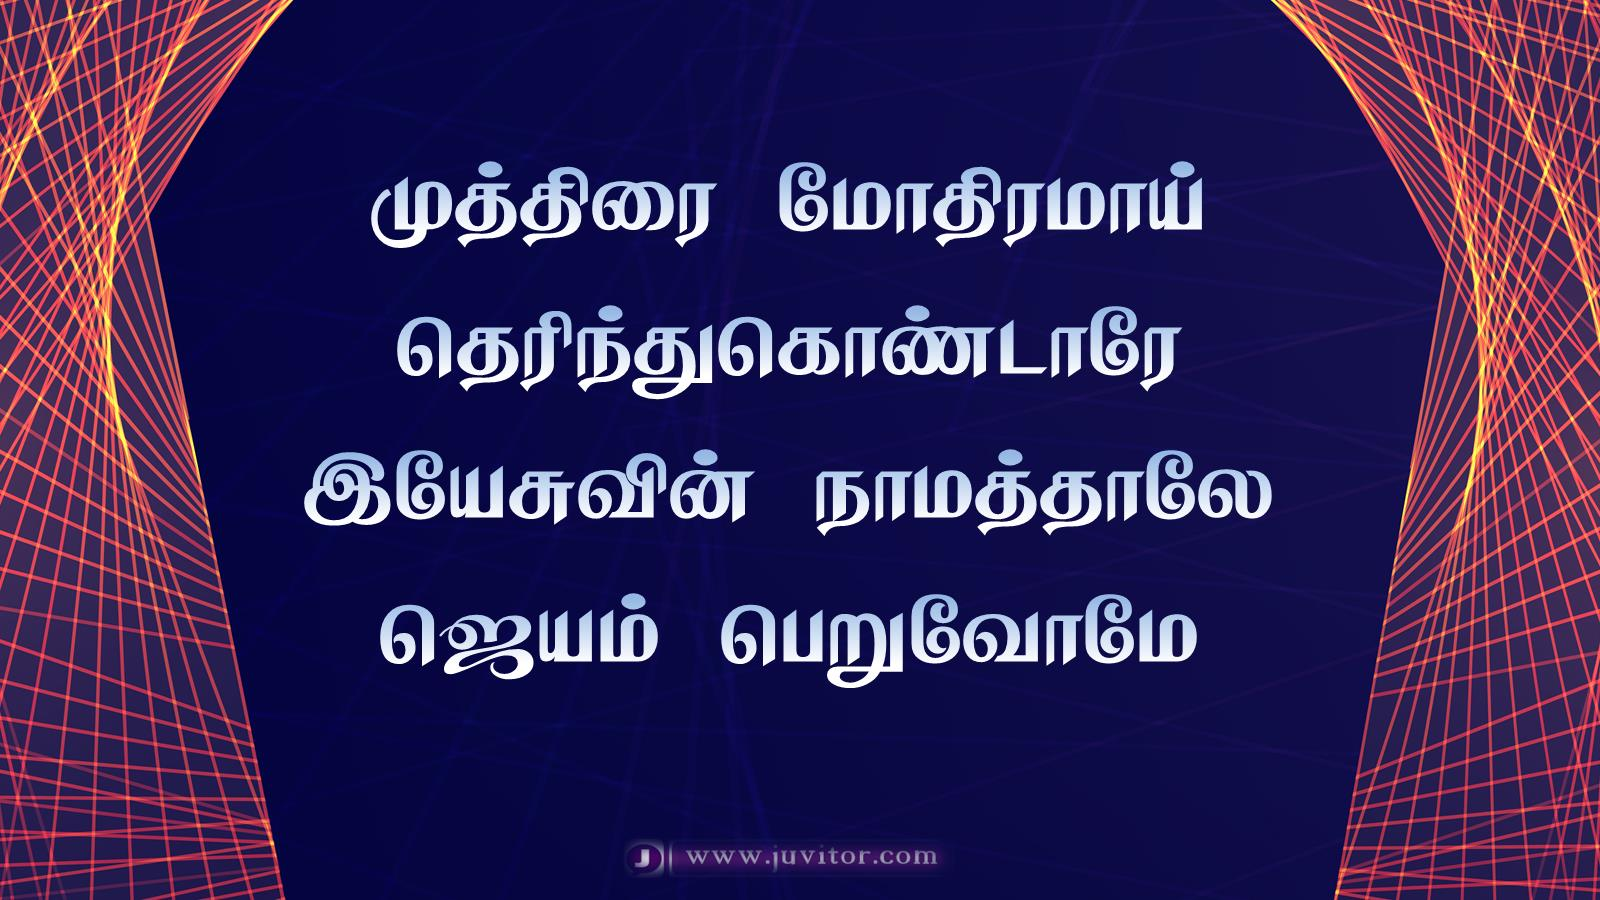 முத்திரை மோதிரமாய்
தெரிந்துகொண்டாரே
இயேசுவின் நாமத்தாலே
ஜெயம் பெறுவோமே
J www.juvitor.com